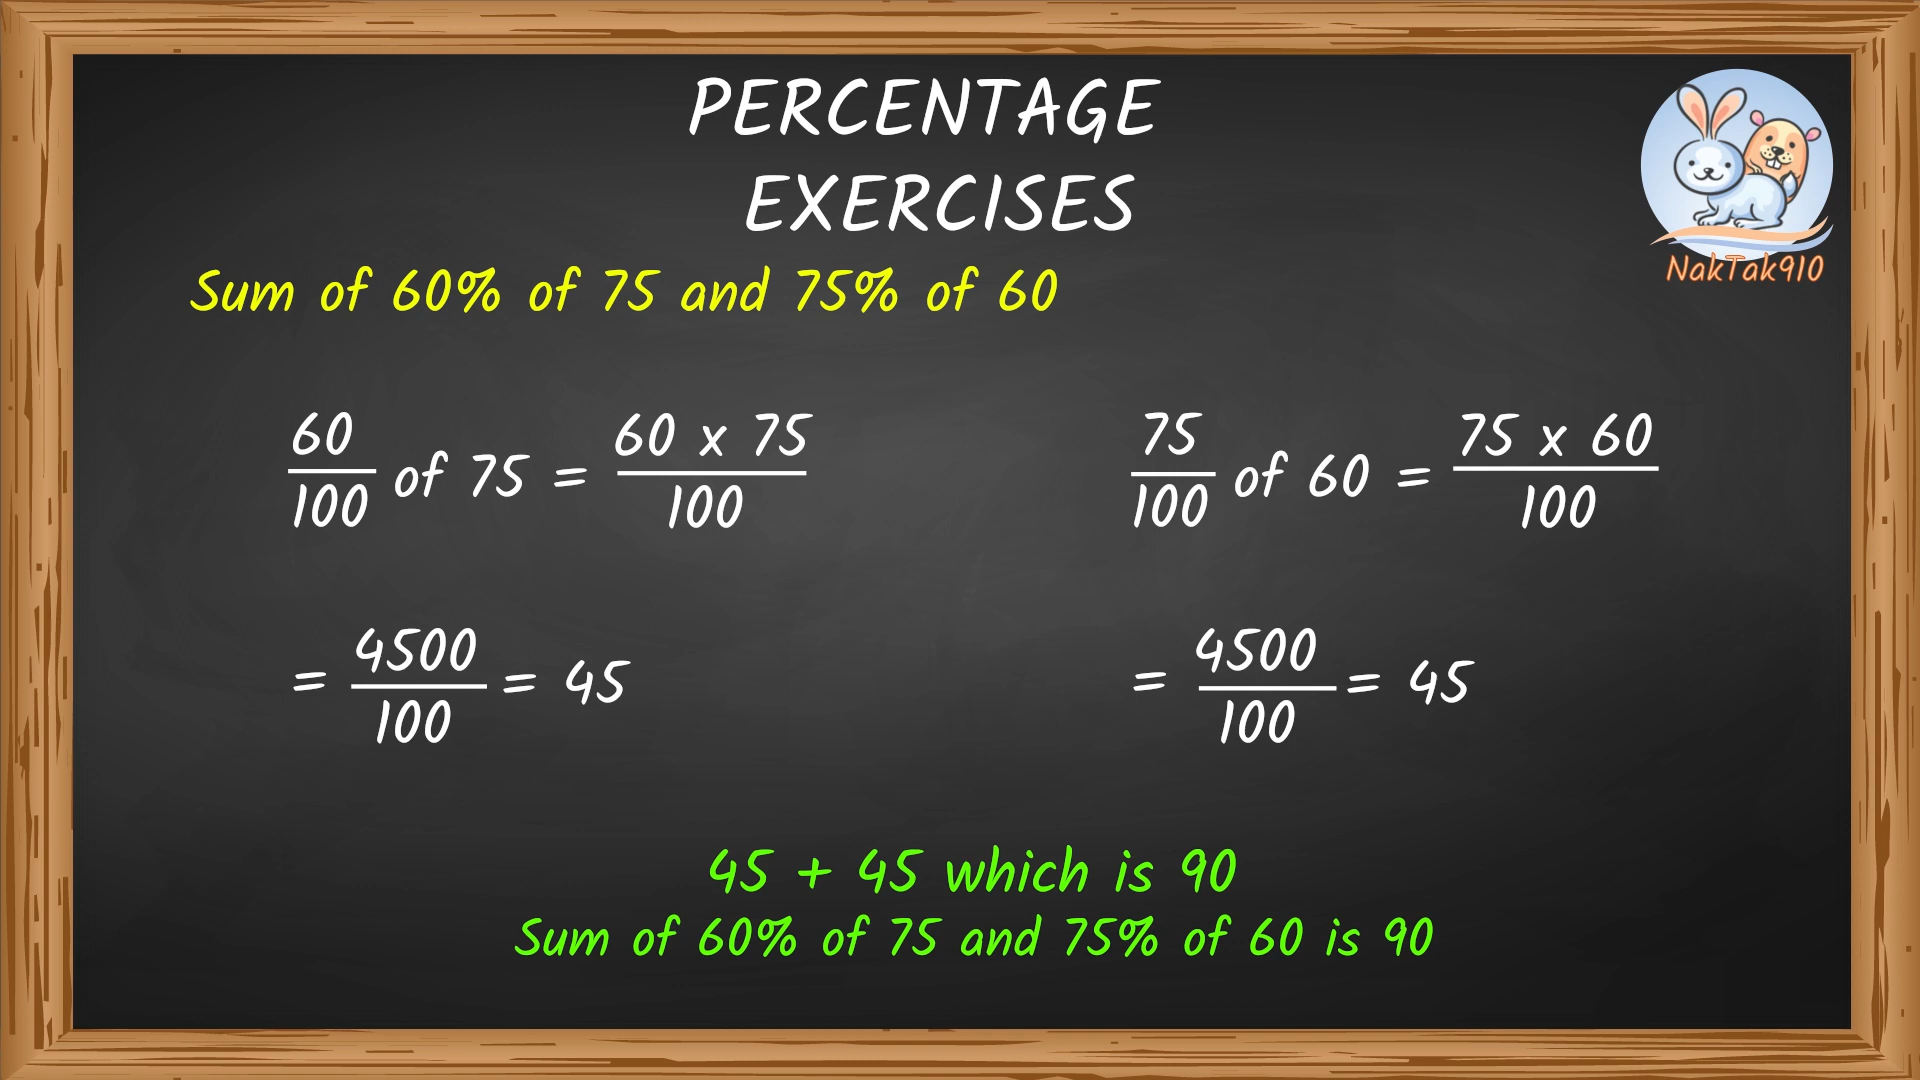 PERCENTAGE
EXERCISES
NakTak910
Sum of 60% of 75 and 75% of 60
60/100 of 75 = 60 x 75/100
75/100 of 60 = 75 x 60/100
= 4500/100 = 45
= 4500/100 = 45
45 + 45 which is 90
Sum of 60% of 75 and 75% of 60 is 90